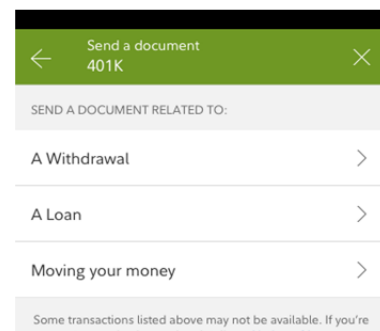 Send a document
401K
SEND A DOCUMENT RELATED TO:
A Withdrawal
A Loan
Moving your money
Some transactions listed above may not be available. If you're